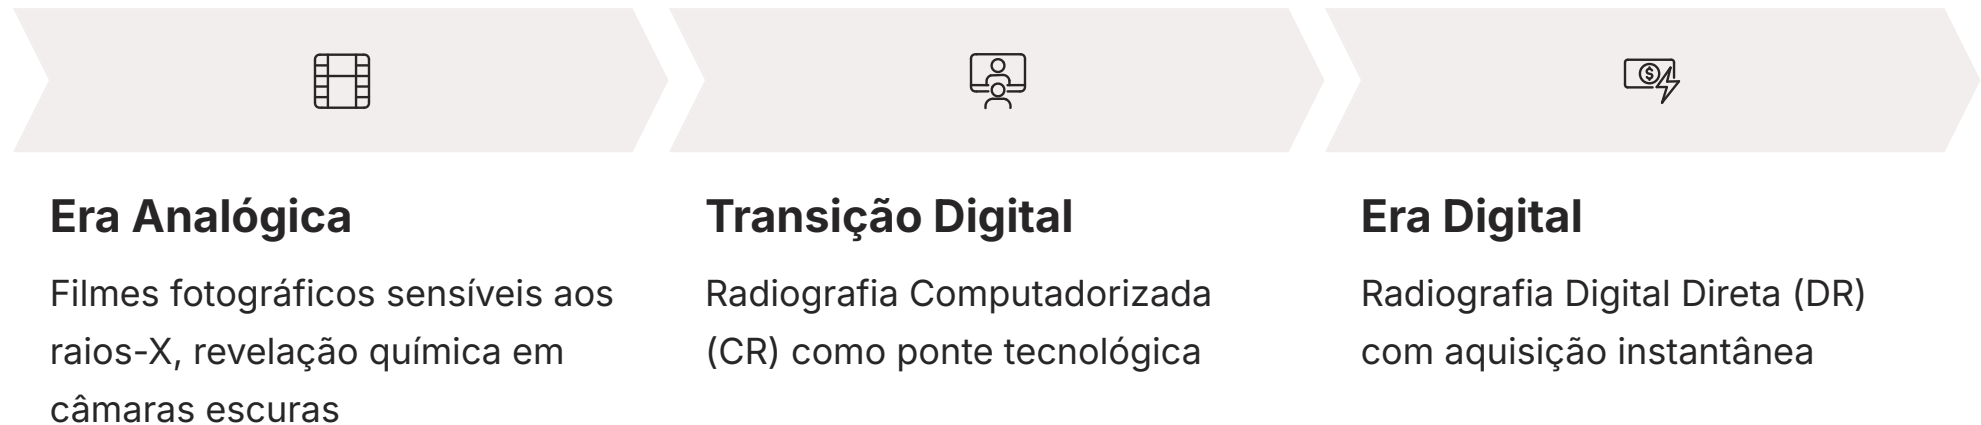 Era Analógica
Filmes fotográficos sensíveis aos
raios-X, revelação química em
câmaras escuras
Transição Digital
Radiografia Computadorizada
(CR) como ponte tecnológica
Era Digital
Radiografia Digital Direta (DR)
com aquisição instantânea